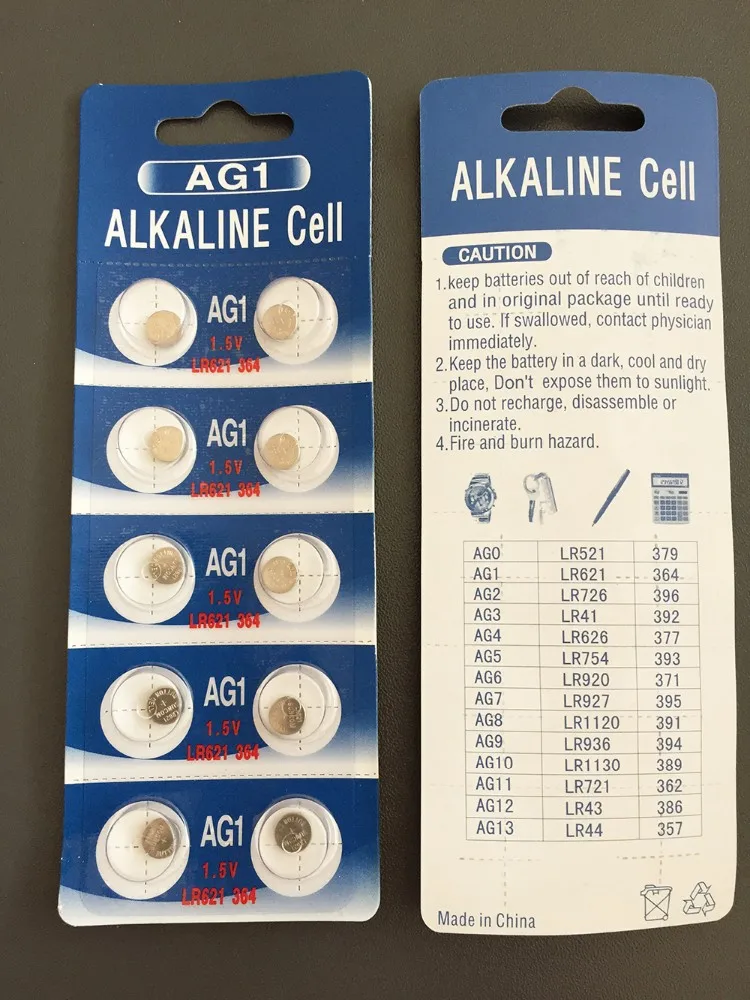 AG1
ALKALINE Cell
AG1
1.5V
LR621 364
AG1
1.5V
LR621 364
AG1
1.5V
LR621 364
AG1
1.5V
LR621 364
AG1
1.5V
LR621 364
ALKALINE Cell
CAUTION
1.keep batteries out of reach of children
and in original package until ready
to use. If swallowed, contact physician
immediately.
2.Keep the battery in a dark, cool and dry
place, Don't expose them to sunlight.
3.Do not recharge, disassemble or
incinerate.
4.Fire and burn hazard.
AG0 LR521 379
AG1 LR621 364
AG2 LR726 396
AG3 LR41 392
AG4 LR626 377
AG5 LR754 393
AG6 LR920 371
AG7 LR927 395
AG8 LR1120 391
AG9 LR936 394
AG10 LR1130 389
AG11 LR721 362
AG12 LR43 386
AG13 LR44 357
Made in China